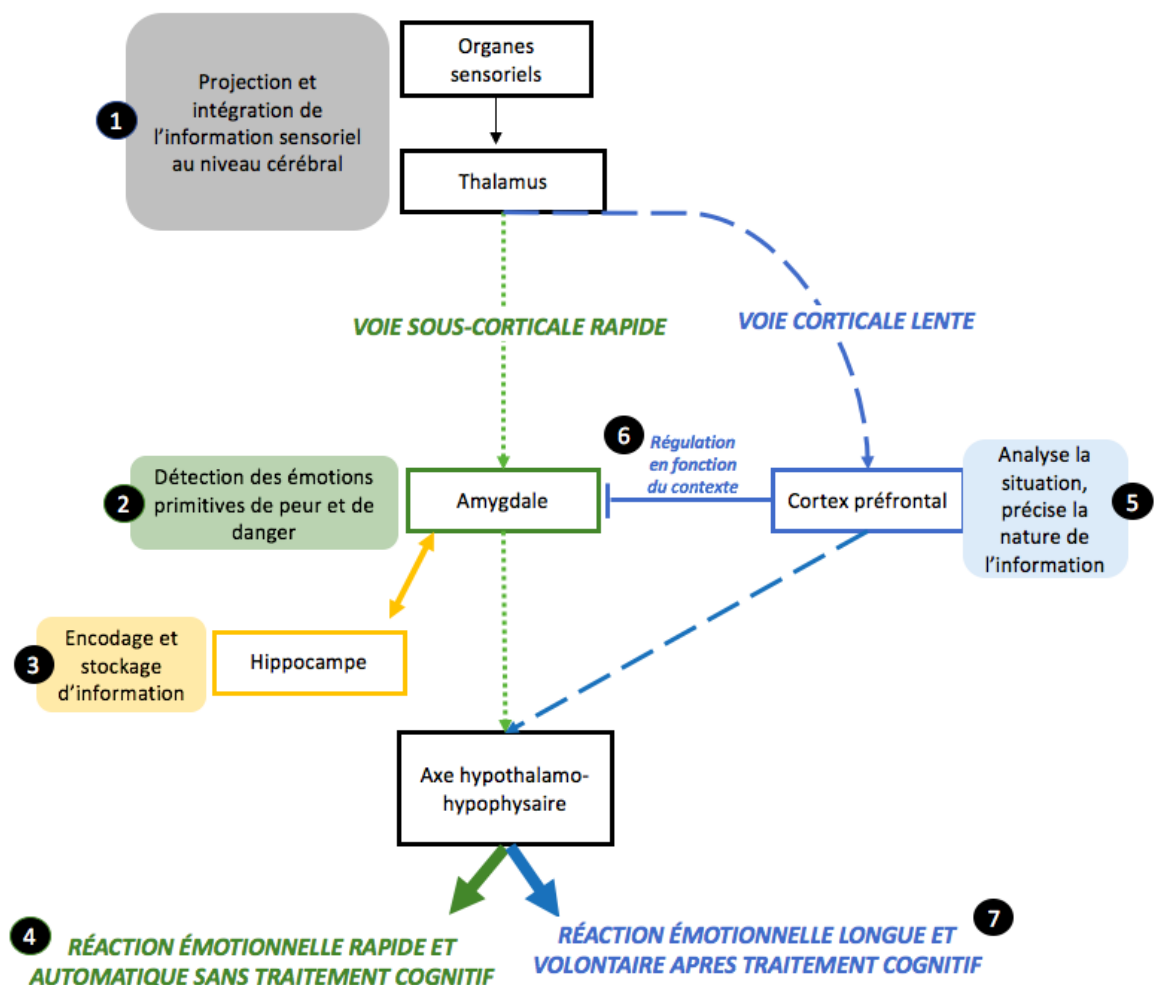 Organes
sensoriels
1
Projection et
intégration de
l’information sensoriel
au niveau cérébral
Thalamus
VOIE SOUS-CORTICALE RAPIDE
VOIE CORTICALE LENTE
6
Régulation
en fonction
du contexte
2
Détection des émotions
primitives de peur et de
danger
Amygdale
Cortex préfrontal
Analyse la
situation,
précise la
nature de
l’information
5
3
Encodage et
stockage
d’information
Hippocampe
Axe hypothalamo-
hypophysaire
4
RÉACTION ÉMOTIONNELLE RAPIDE ET
AUTOMATIQUE SANS TRAITEMENT COGNITIF
7
RÉACTION ÉMOTIONNELLE LONGUE ET
VOLONTAIRE APRES TRAITEMENT COGNITIF